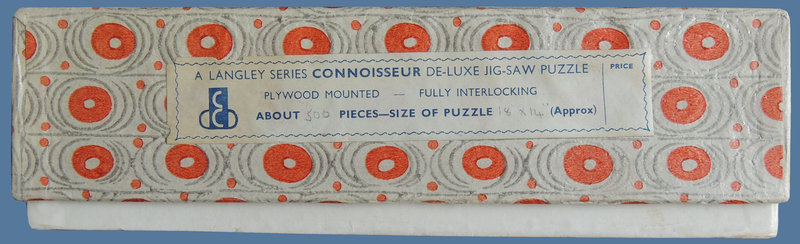 A LANGLEY SERIES CONNOISSEUR DE-LUXE JIG-SAW PUZZLE
PLYWOOD MOUNTED — FULLY INTERLOCKING
ABOUT 500 PIECES—SIZE OF PUZZLE 18 x 14" (Approx)
PRICE